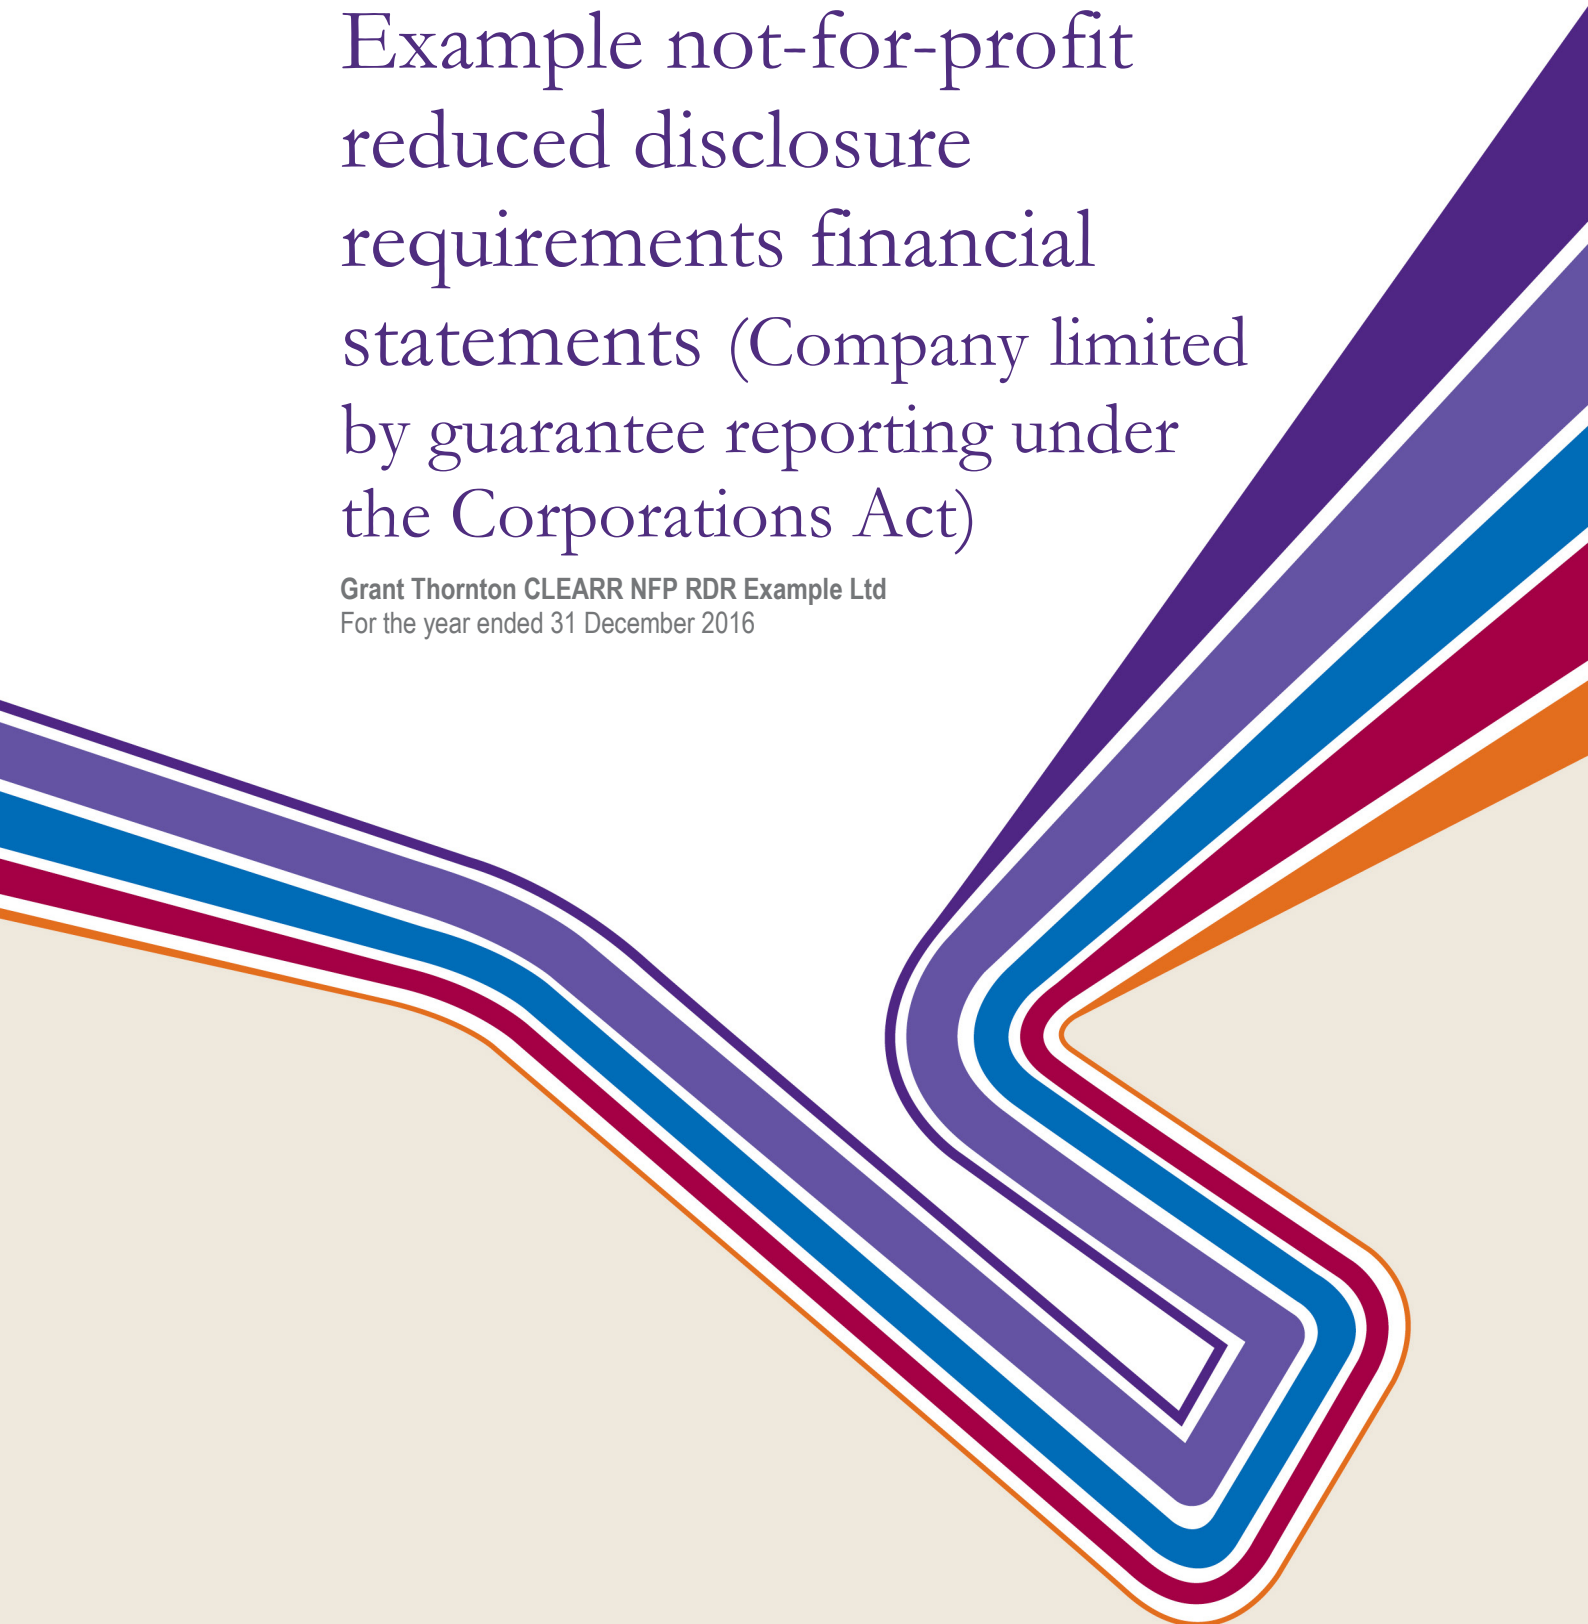 Example not-for-profit
reduced disclosure
requirements financial
statements (Company limited
by guarantee reporting under
the Corporations Act)
Grant Thornton CLEARR NFP RDR Example Ltd
For the year ended 31 December 2016